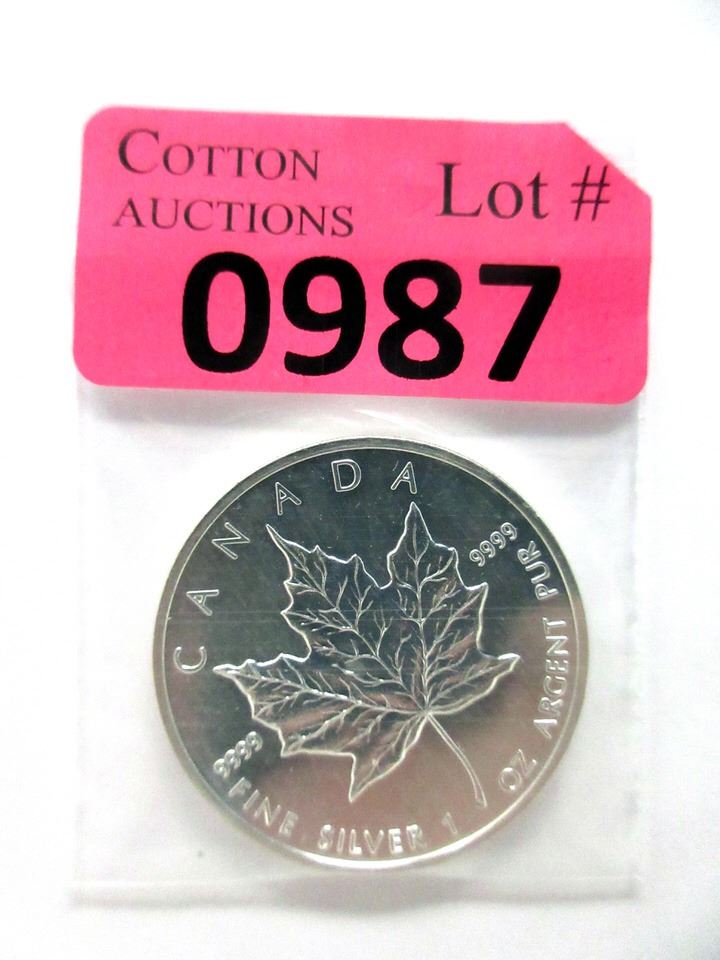 COTTON
AUCTIONS
Lot #
0987
CANADA
9999
9999
FINE SILVER 1 OZ ARGENT PUR